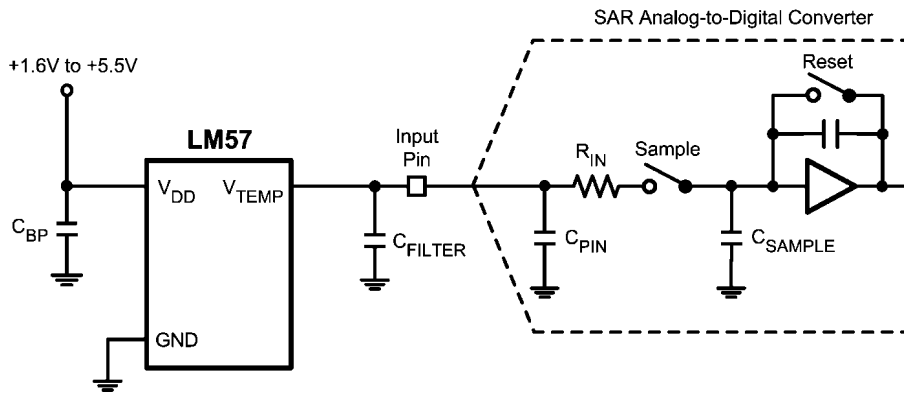 SAR Analog-to-Digital Converter
+1.6V to +5.5V
Reset
LM57
Input
Pin
RIN
Sample
VDD
VTEMP
CBP
CFILTER
CPIN
CSAMPLE
GND